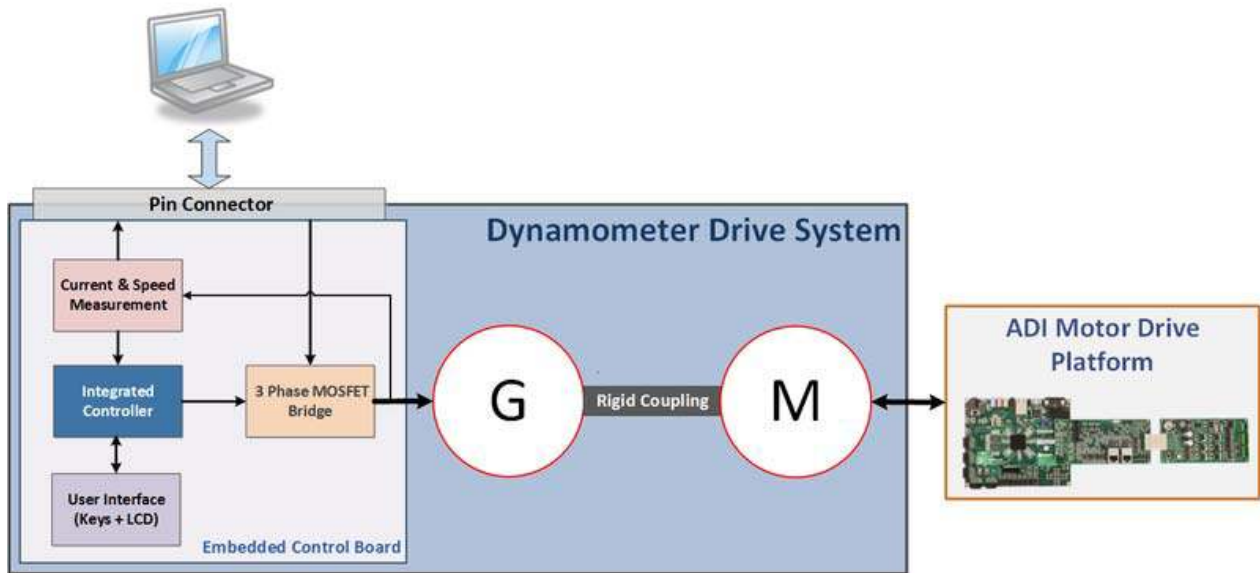 Pin Connector
Dynamometer Drive System
Current & Speed
Measurement
Integrated
Controller
3 Phase MOSFET
Bridge
User Interface
(Keys + LCD)
Embedded Control Board
G
Rigid Coupling
M
ADI Motor Drive
Platform